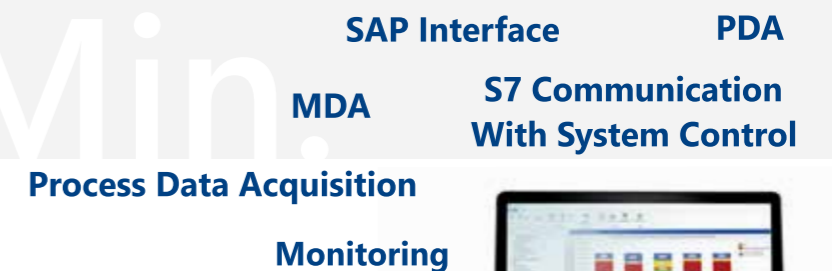 SAP Interface
PDA
Min.
MDA
S7 Communication
With System Control
Process Data Acquisition
Monitoring